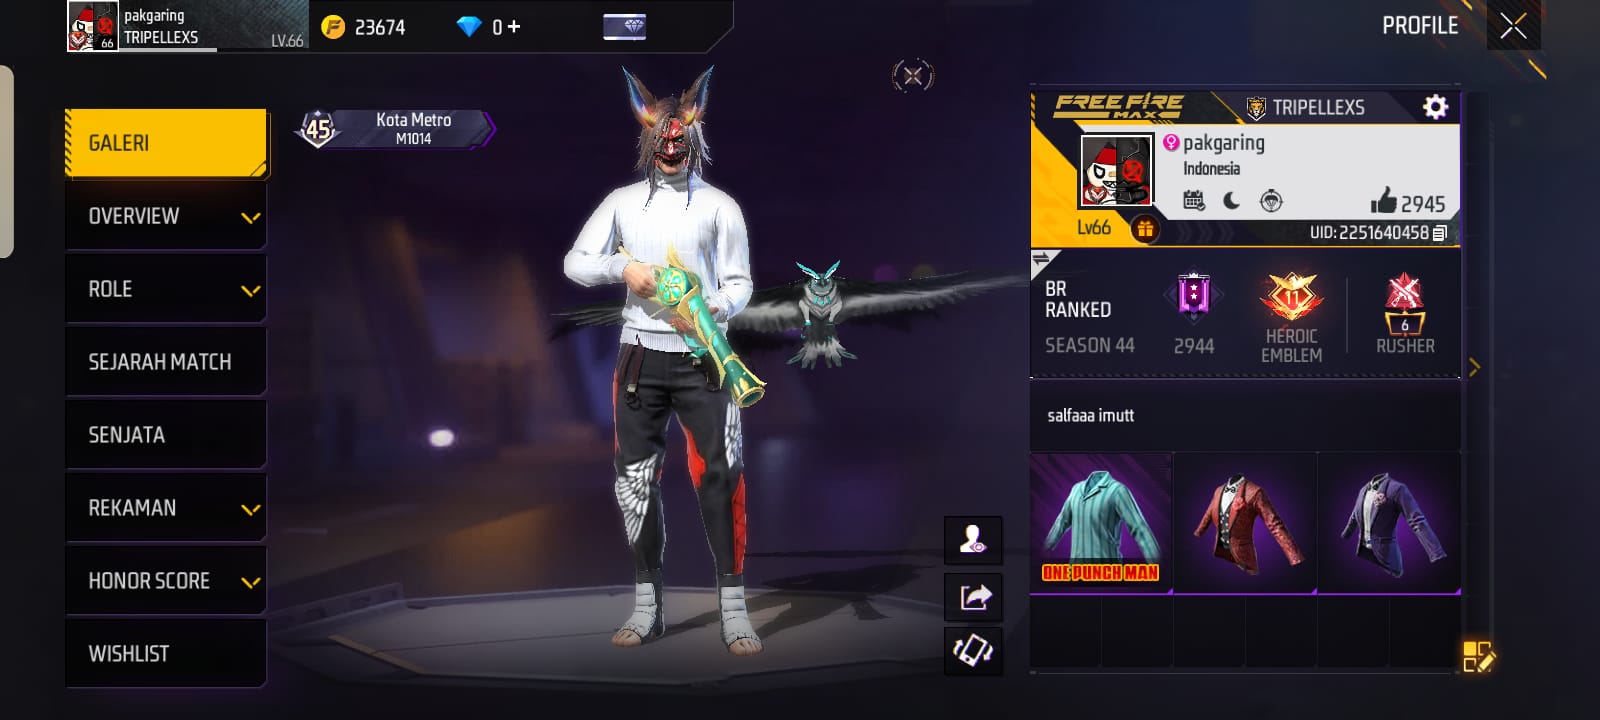 pakgaring
TRIPELLEXS
66
LV.66
23674
0+
PROFILE
GALERI
OVERVIEW
ROLE
SEJARAH MATCH
SENJATA
REKAMAN
HONOR SCORE
WISHLIST
45
Kota Metro
M1014
FREE FIRE
MAX
TRIPELLEXS
pakgaring
Indonesia
2945
Lv66
UID: 2251640458
BR
RANKED
SEASON 44
2944
11
HEROIC
EMBLEM
6
RUSHER
salfaaa imutt
ONE PUNCH MAN